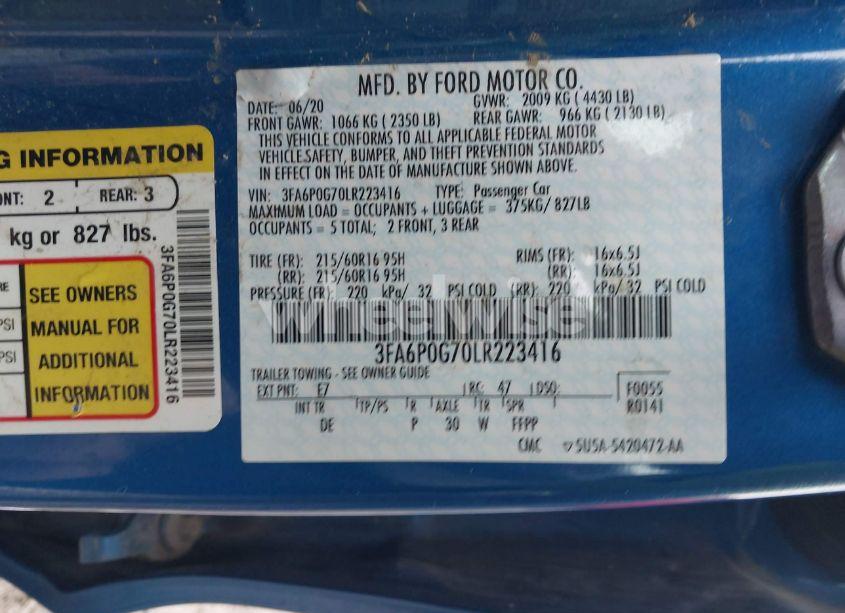 G INFORMATION
ONT: 2 REAR: 3
kg or 827 lbs.
RE
PSI
PSI
SEE OWNERS
MANUAL FOR
ADDITIONAL
INFORMATION
3FA6P0G70LR223416
MFD. BY FORD MOTOR CO.
DATE: 06/20 GVWR: 2009 KG ( 4430 LB)
FRONT GAWR: 1066 KG ( 2350 LB) REAR GAWR: 966 KG ( 2130 LB)
THIS VEHICLE CONFORMS TO ALL APPLICABLE FEDERAL MOTOR
VEHICLE SAFETY, BUMPER, AND THEFT PREVENTION STANDARDS
IN EFFECT ON THE DATE OF MANUFACTURE SHOWN ABOVE.
VIN: 3FA6P0G70LR223416 TYPE: Passenger Car
MAXIMUM LOAD = OCCUPANTS + LUGGAGE = 375KG/ 827LB
OCCUPANTS = 5 TOTAL; 2 FRONT, 3 REAR
TIRE (FR): 215/60R16 95H RIMS (FR): 16x6.5J
(RR): 215/60R16 95H (RR): 16x6.5J
PRESSURE (FR): 220 kPa/ 32 PSI COLD (RR): 220 kPa/ 32 PSI COLD
wheelwise
3FA6P0G70LR223416
TRAILER TOWING - SEE OWNER GUIDE
EXT PNT: E7 RC: 47 DSO: F0055
INT TR TP/PS R AXLE TR SPR R0141
DE P 30 W FFPP
CMC 5U5A-5420472-AA